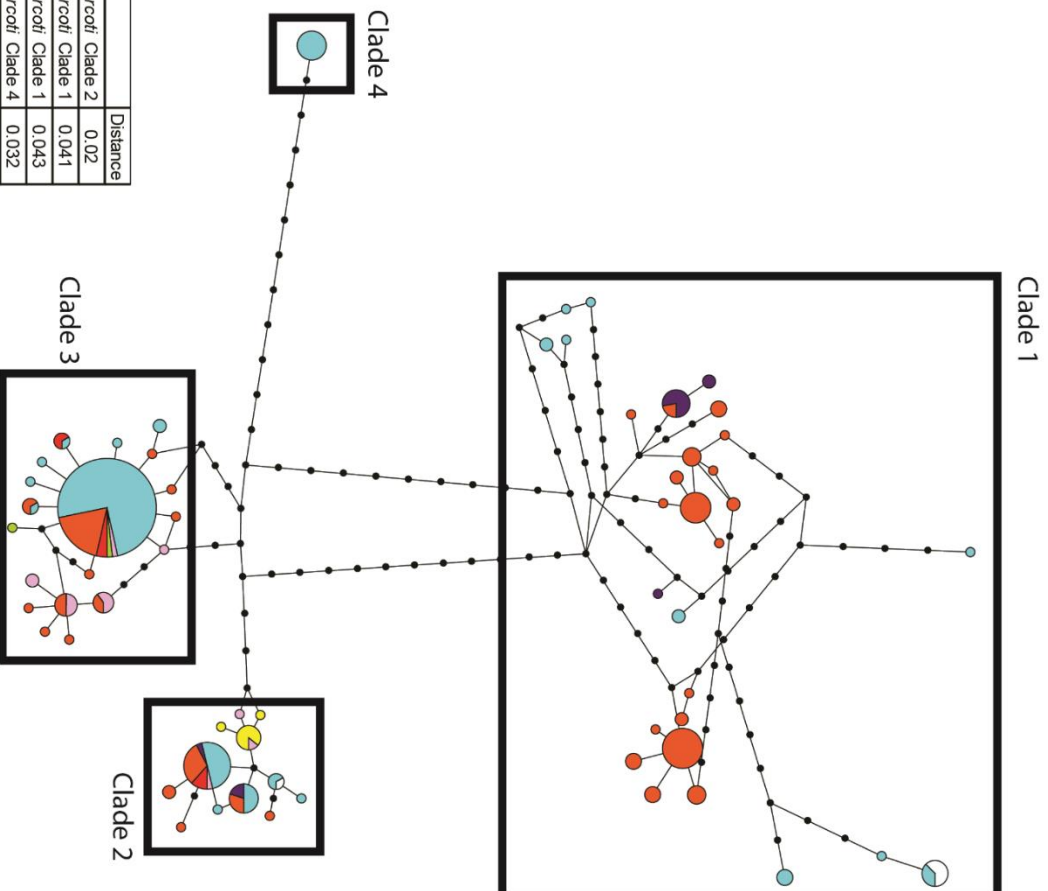 Clade 1
Clade 4
Clade 3
Clade 2
Distance
rcoti Clade 2 0.02
rcoti Clade 1 0.041
rcoti Clade 1 0.043
rcoti Clade 4 0.032